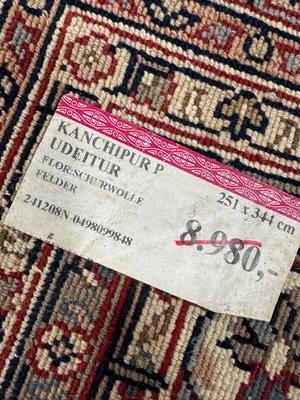 KANCHIPUR P
UDEITUR
FLOR:SCHURWOLLE
FELDER
241208N-0498099848
251 x 344 cm
8.980,-